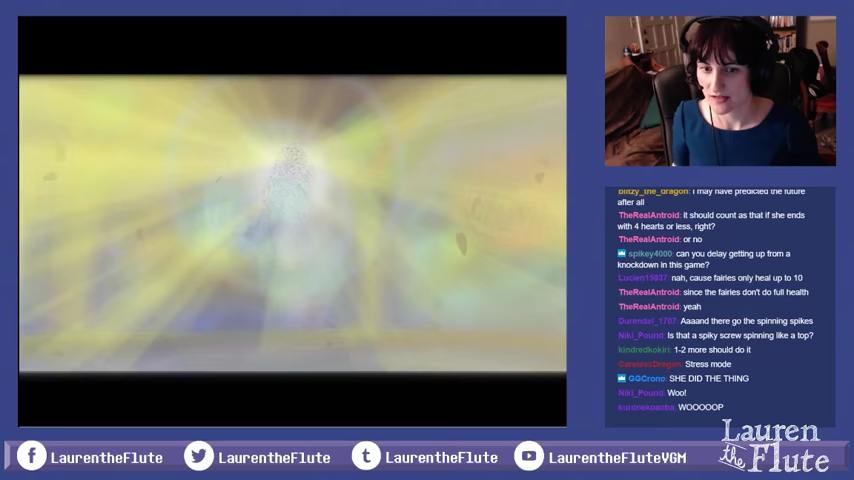 blitzy_the_dragon: I may have predicted the future
after all
TheRealAntroid: it should count as that if she ends
with 4 hearts or less, right?
TheRealAntroid: or no
spikey4000: can you delay getting up from a
knockdown in this game?
Lucien15937: nah, cause fairies only heal up to 10
TheRealAntroid: since the fairies don't do full health
TheRealAntroid: yeah
Durendal_1707: Aaaand there go the spinning spikes
Niki_Pound: Is that a spiky screw spinning like a top?
kindredkokiri: 1-2 more should do it
CarelessDragon: Stress mode
GGCrono: SHE DID THE THING
Niki_Pound: Woo!
WOOOOOP
LaurentheFlute
LaurentheFlute
LaurentheFlute
LaurentheFluteVGM
Lauren
the Flute